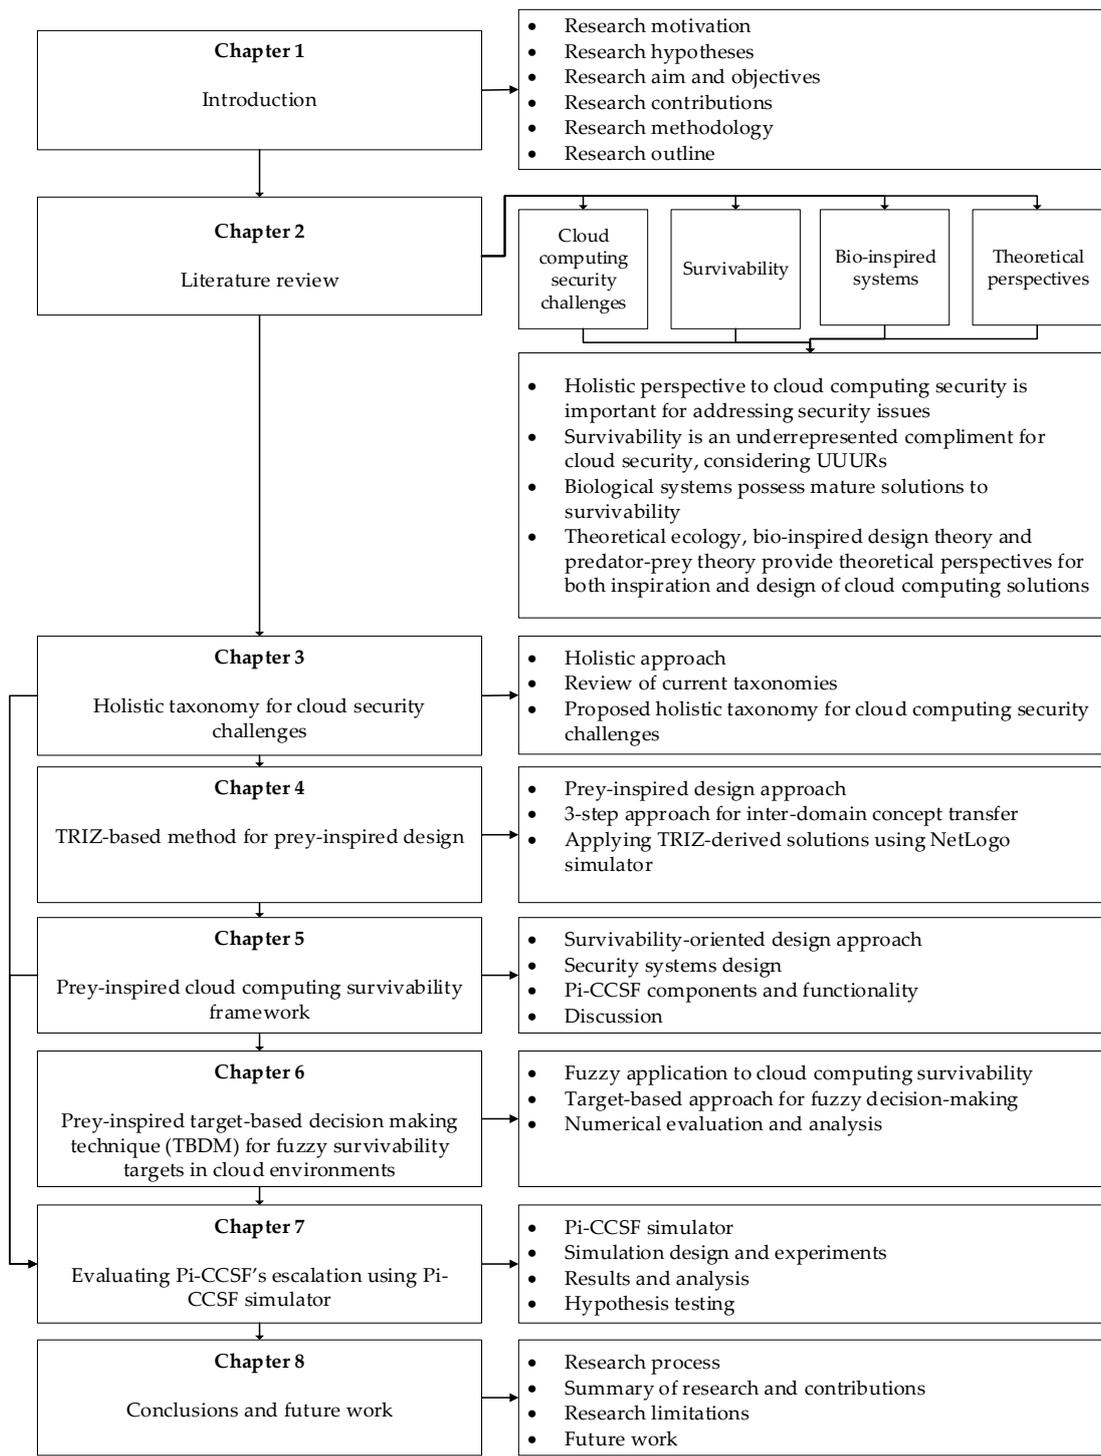 Chapter 1
Introduction
• Research motivation
• Research hypotheses
• Research aim and objectives
• Research contributions
• Research methodology
• Research outline
Chapter 2
Literature review
Cloud
computing
security
challenges
Survivability
Bio-inspired
systems
Theoretical
perspectives
• Holistic perspective to cloud computing security is
important for addressing security issues
• Survivability is an underrepresented compliment for
cloud security, considering UUURs
• Biological systems possess mature solutions to
survivability
• Theoretical ecology, bio-inspired design theory and
predator-prey theory provide theoretical perspectives for
both inspiration and design of cloud computing solutions
Chapter 3
Holistic taxonomy for cloud security
challenges
• Holistic approach
• Review of current taxonomies
• Proposed holistic taxonomy for cloud computing security
challenges
Chapter 4
TRIZ-based method for prey-inspired design
• Prey-inspired design approach
• 3-step approach for inter-domain concept transfer
• Applying TRIZ-derived solutions using NetLogo
simulator
Chapter 5
Prey-inspired cloud computing survivability
framework
• Survivability-oriented design approach
• Security systems design
• Pi-CCSF components and functionality
• Discussion
Chapter 6
Prey-inspired target-based decision making
technique (TBDM) for fuzzy survivability
targets in cloud environments
• Fuzzy application to cloud computing survivability
• Target-based approach for fuzzy decision-making
• Numerical evaluation and analysis
Chapter 7
Evaluating Pi-CCSF's escalation using Pi-
CCSF simulator
• Pi-CCSF simulator
• Simulation design and experiments
• Results and analysis
• Hypothesis testing
Chapter 8
Conclusions and future work
• Research process
• Summary of research and contributions
• Research limitations
• Future work